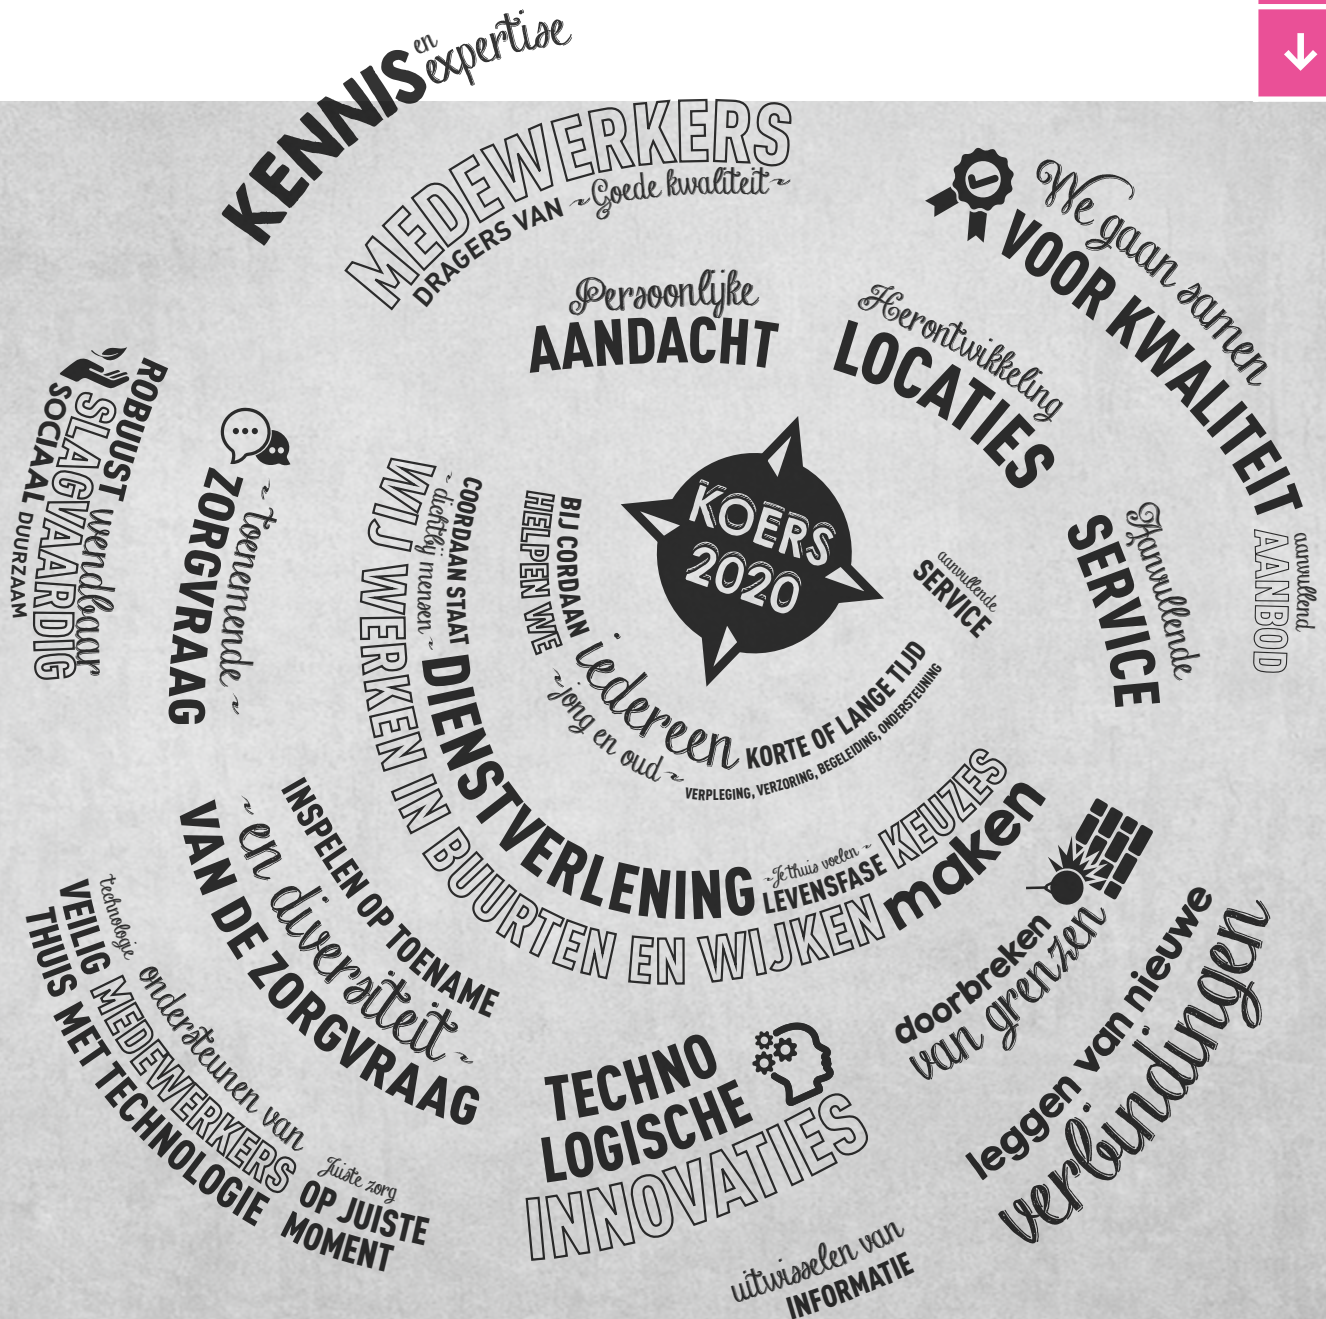 KENNIS en expertise
MEDEWERKERS
DRAGERS VAN ~Goede kwaliteit~
We gaan samen
VOOR KWALITEIT
aanvullend
AANBOD
Persoonlijke
AANDACHT
Herontwikkeling
LOCATIES
Aanvullende
SERVICE
ROBUUST wendbaar
SLAGVAARDIG
SOCIAAL DUURZAAM
~ toenemende ~
ZORGVRAAG
KOERS
2020
BIJ CORDAAN
HELPEN WE
iedereen
~ jong en oud ~
KORTE OF LANGE TIJD
VERPLEGING, VERZORING, BEGELEIDING, ONDERSTEUNING
aanvullende
SERVICE
COORDAAN STAAT
~ dichtbij mensen ~
DIENSTVERLENING
~Je thuis voelen~
LEVENSFASE
KEUZES
maken
WIJ WERKEN IN BUURTEN EN WIJKEN
INSPELEN OP TOENAME
~ en diversiteit ~
VAN DE ZORGVRAAG
technologie
VEILIG
THUIS MET TECHNOLOGIE
ondersteunen van
MEDEWERKERS
Juiste zorg
OP JUISTE
MOMENT
TECHNO
LOGISCHE
INNOVATIES
doorbreken
van grenzen
leggen van nieuwe
verbindingen
uitwisselen van
INFORMATIE